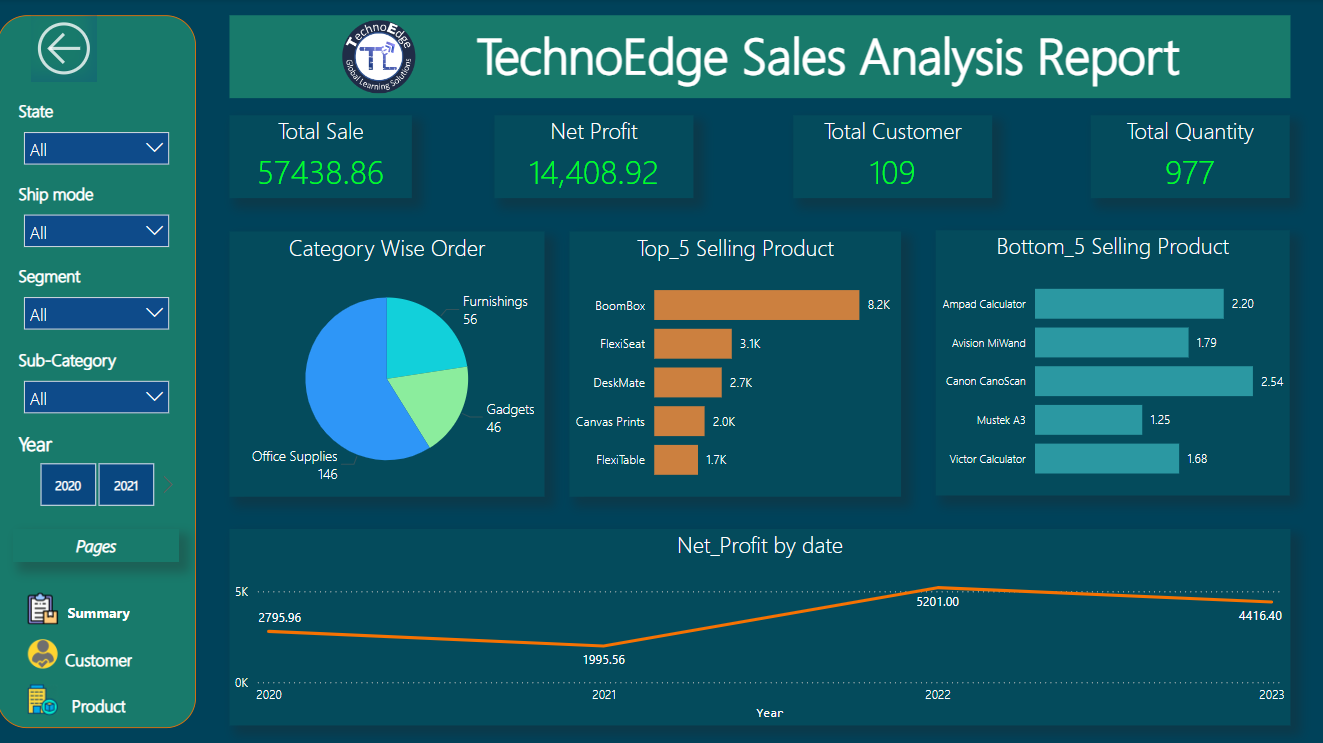 TechnoEdge
TL
Global Learning Solutions
TechnoEdge Sales Analysis Report
State
All
Ship mode
All
Segment
All
Sub-Category
All
Year
2020
2021
Pages
Summary
Customer
Product
Total Sale
57438.86
Net Profit
14,408.92
Total Customer
109
Total Quantity
977
Category Wise Order
Furnishings
56
Gadgets
46
Office Supplies
146
Top_5 Selling Product
BoomBox 8.2K
FlexiSeat 3.1K
DeskMate 2.7K
Canvas Prints 2.0K
FlexiTable 1.7K
Bottom_5 Selling Product
Ampad Calculator 2.20
Avision MiWand 1.79
Canon CanoScan 2.54
Mustek A3 1.25
Victor Calculator 1.68
Net_Profit by date
5K
0K
2795.96
1995.56
5201.00
4416.40
2020
2021
2022
2023
Year